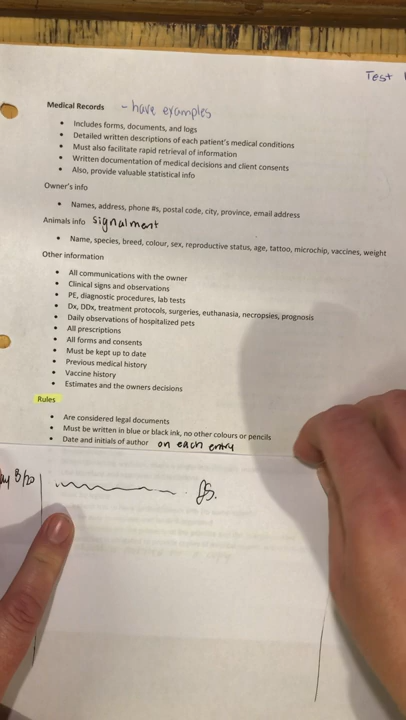 Test
Medical Records - have examples
• Includes forms, documents, and logs
• Detailed written descriptions of each patient's medical conditions
• Must also facilitate rapid retrieval of information
• Written documentation of medical decisions and client consents
• Also, provide valuable statistical info
Owner's info
• Names, address, phone #s, postal code, city, province, email address
Animals info signalment
• Name, species, breed, colour, sex, reproductive status, age, tattoo, microchip, vaccines, weight
Other information
• All communications with the owner
• Clinical signs and observations
• PE, diagnostic procedures, lab tests
• Dx, DDx, treatment protocols, surgeries, euthanasia, necropsies, prognosis
• Daily observations of hospitalized pets
• All prescriptions
• All forms and consents
• Must be kept up to date
• Previous medical history
• Vaccine history
• Estimates and the owners decisions
Rules
• Are considered legal documents
• Must be written in blue or black ink, no other colours or pencils
• Date and initials of author on each entry
8/20